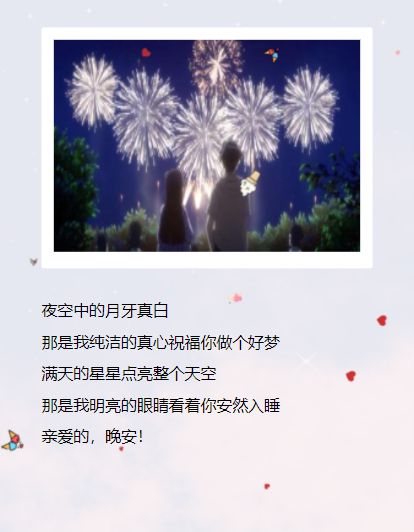 夜空中的月牙真白
那是我纯洁的真心祝福你做个好梦
满天的星星点亮整个天空
那是我明亮的眼睛看着你安然入睡
亲爱的，晚安！